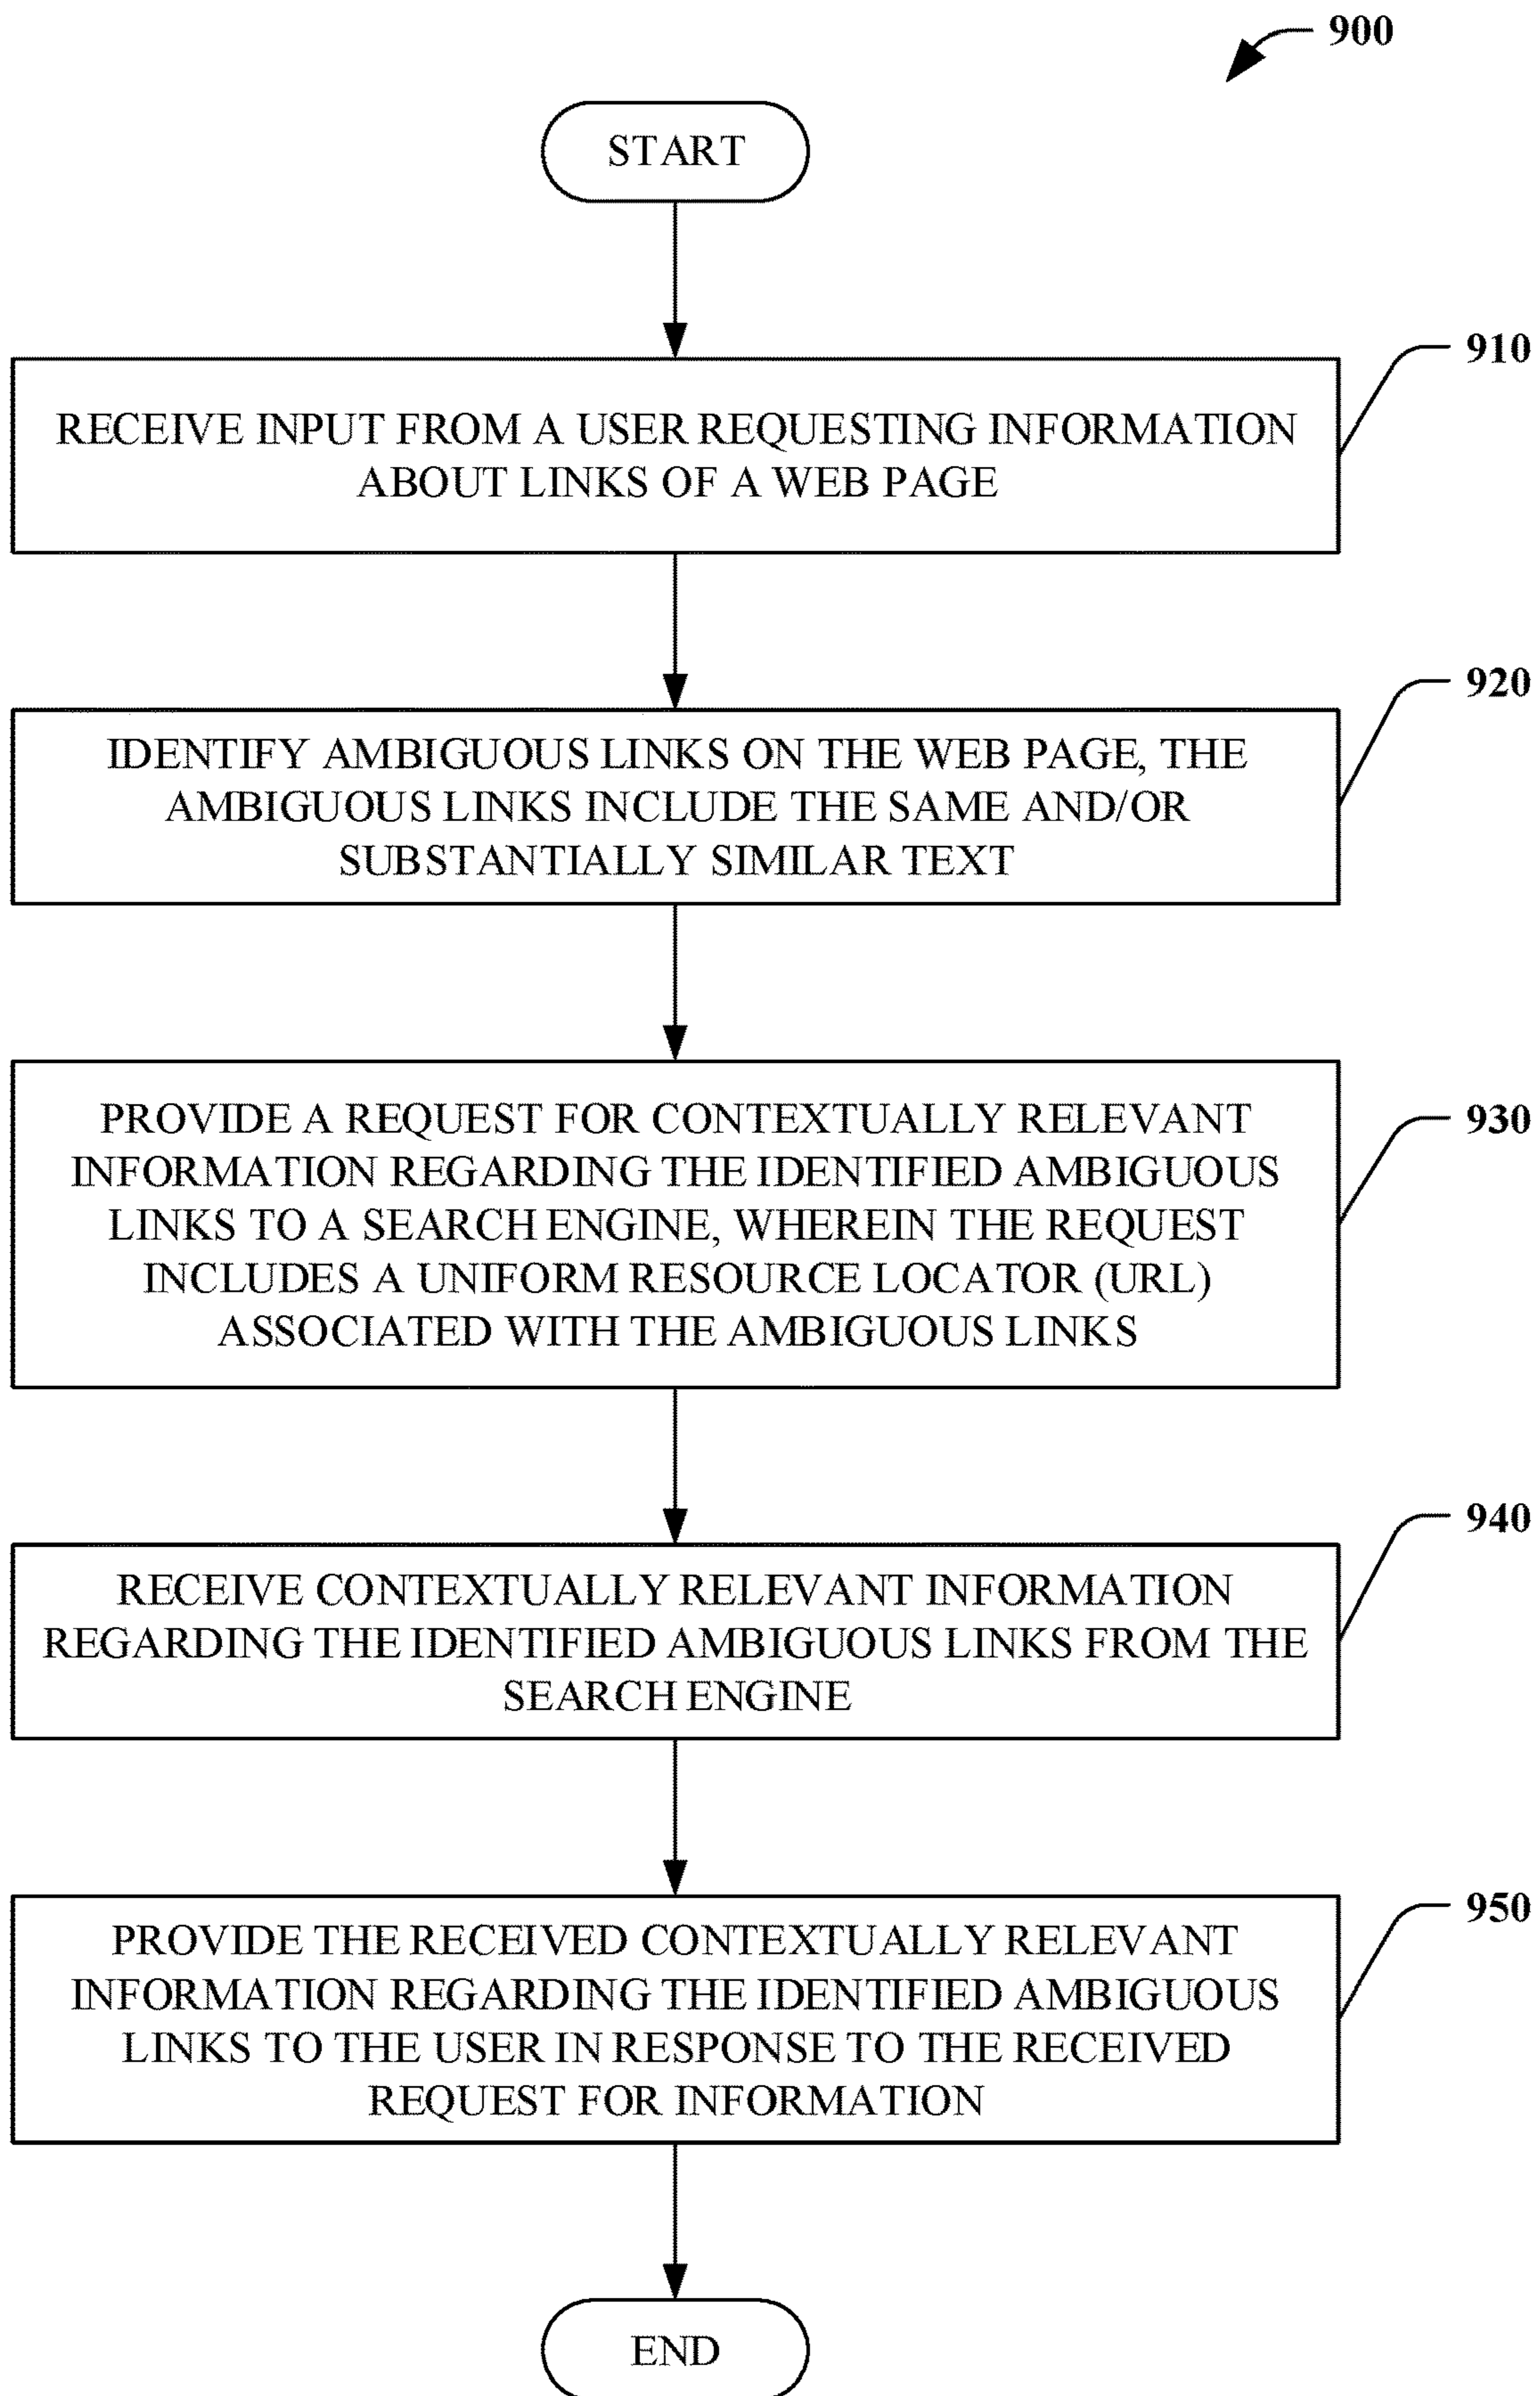 900
START
910
RECEIVE INPUT FROM A USER REQUESTING INFORMATION
ABOUT LINKS OF A WEB PAGE
920
IDENTIFY AMBIGUOUS LINKS ON THE WEB PAGE, THE
AMBIGUOUS LINKS INCLUDE THE SAME AND/OR
SUBSTANTIALLY SIMILAR TEXT
930
PROVIDE A REQUEST FOR CONTEXTUALLY RELEVANT
INFORMATION REGARDING THE IDENTIFIED AMBIGUOUS
LINKS TO A SEARCH ENGINE, WHEREIN THE REQUEST
INCLUDES A UNIFORM RESOURCE LOCATOR (URL)
ASSOCIATED WITH THE AMBIGUOUS LINKS
940
RECEIVE CONTEXTUALLY RELEVANT INFORMATION
REGARDING THE IDENTIFIED AMBIGUOUS LINKS FROM THE
SEARCH ENGINE
950
PROVIDE THE RECEIVED CONTEXTUALLY RELEVANT
INFORMATION REGARDING THE IDENTIFIED AMBIGUOUS
LINKS TO THE USER IN RESPONSE TO THE RECEIVED
REQUEST FOR INFORMATION
END